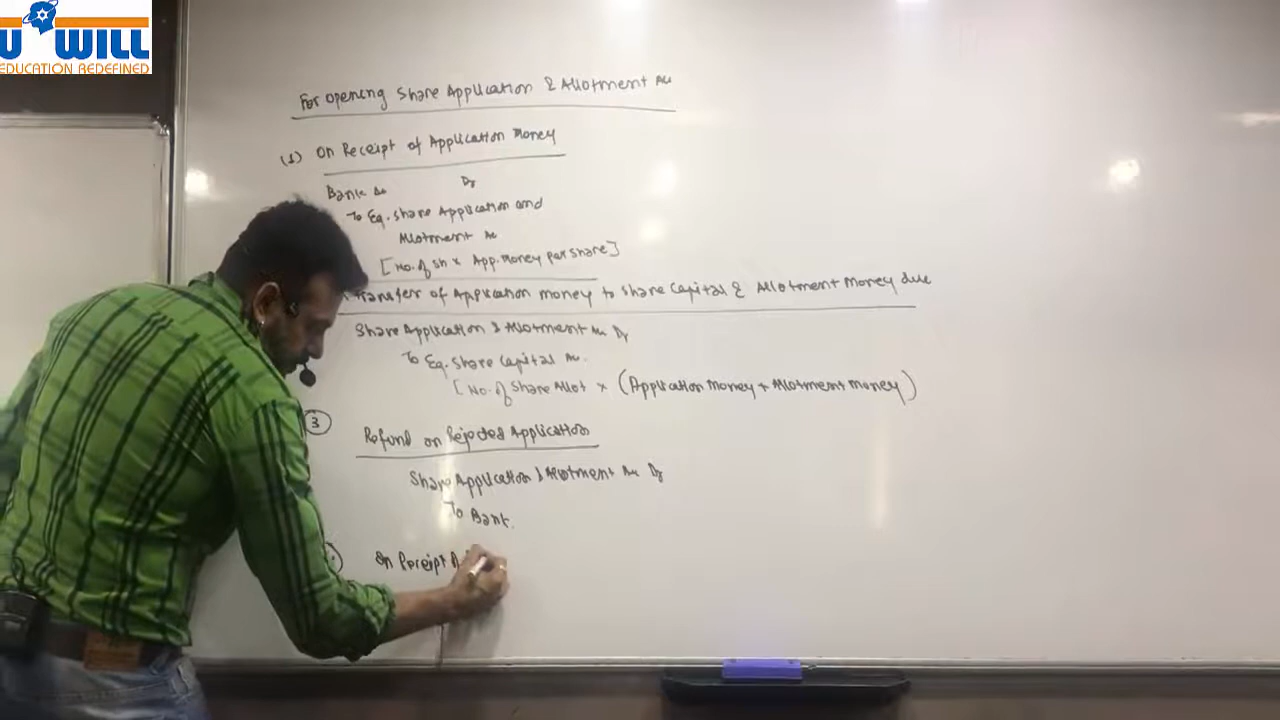 U WILL
EDUCATION REDEFINED
For opening Share Application & Allotment A/c
(1) On Receipt of Application Money
Bank A/c Dr
To Eq. Share Application and
Allotment A/c
[No. of sh x App. Money per share]
Transfer of Application money to Share Capital & Allotment Money due
Share Application & Allotment A/c Dr
To Eq. Share Capital A/c.
[No. of Share Allot x (Application Money + Allotment Money)
3
Refund on Rejected Application
Share Application & Allotment A/c Dr
To Bank.
On Receipt of